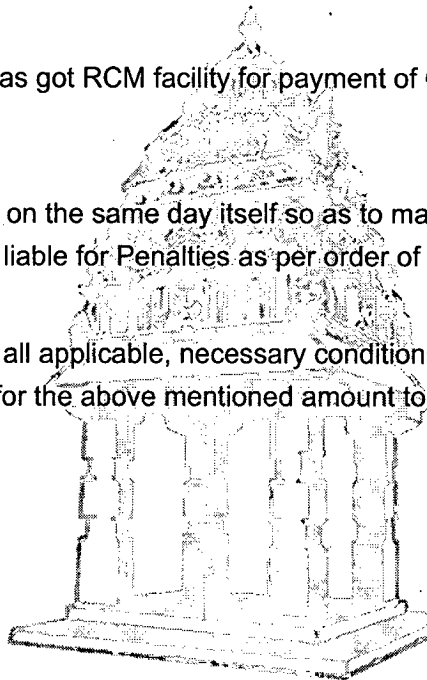 as got RCM facility for payment of
on the same day itself so as to ma
liable for Penalties as per order of
all applicable, necessary condition
for the above mentioned amount to